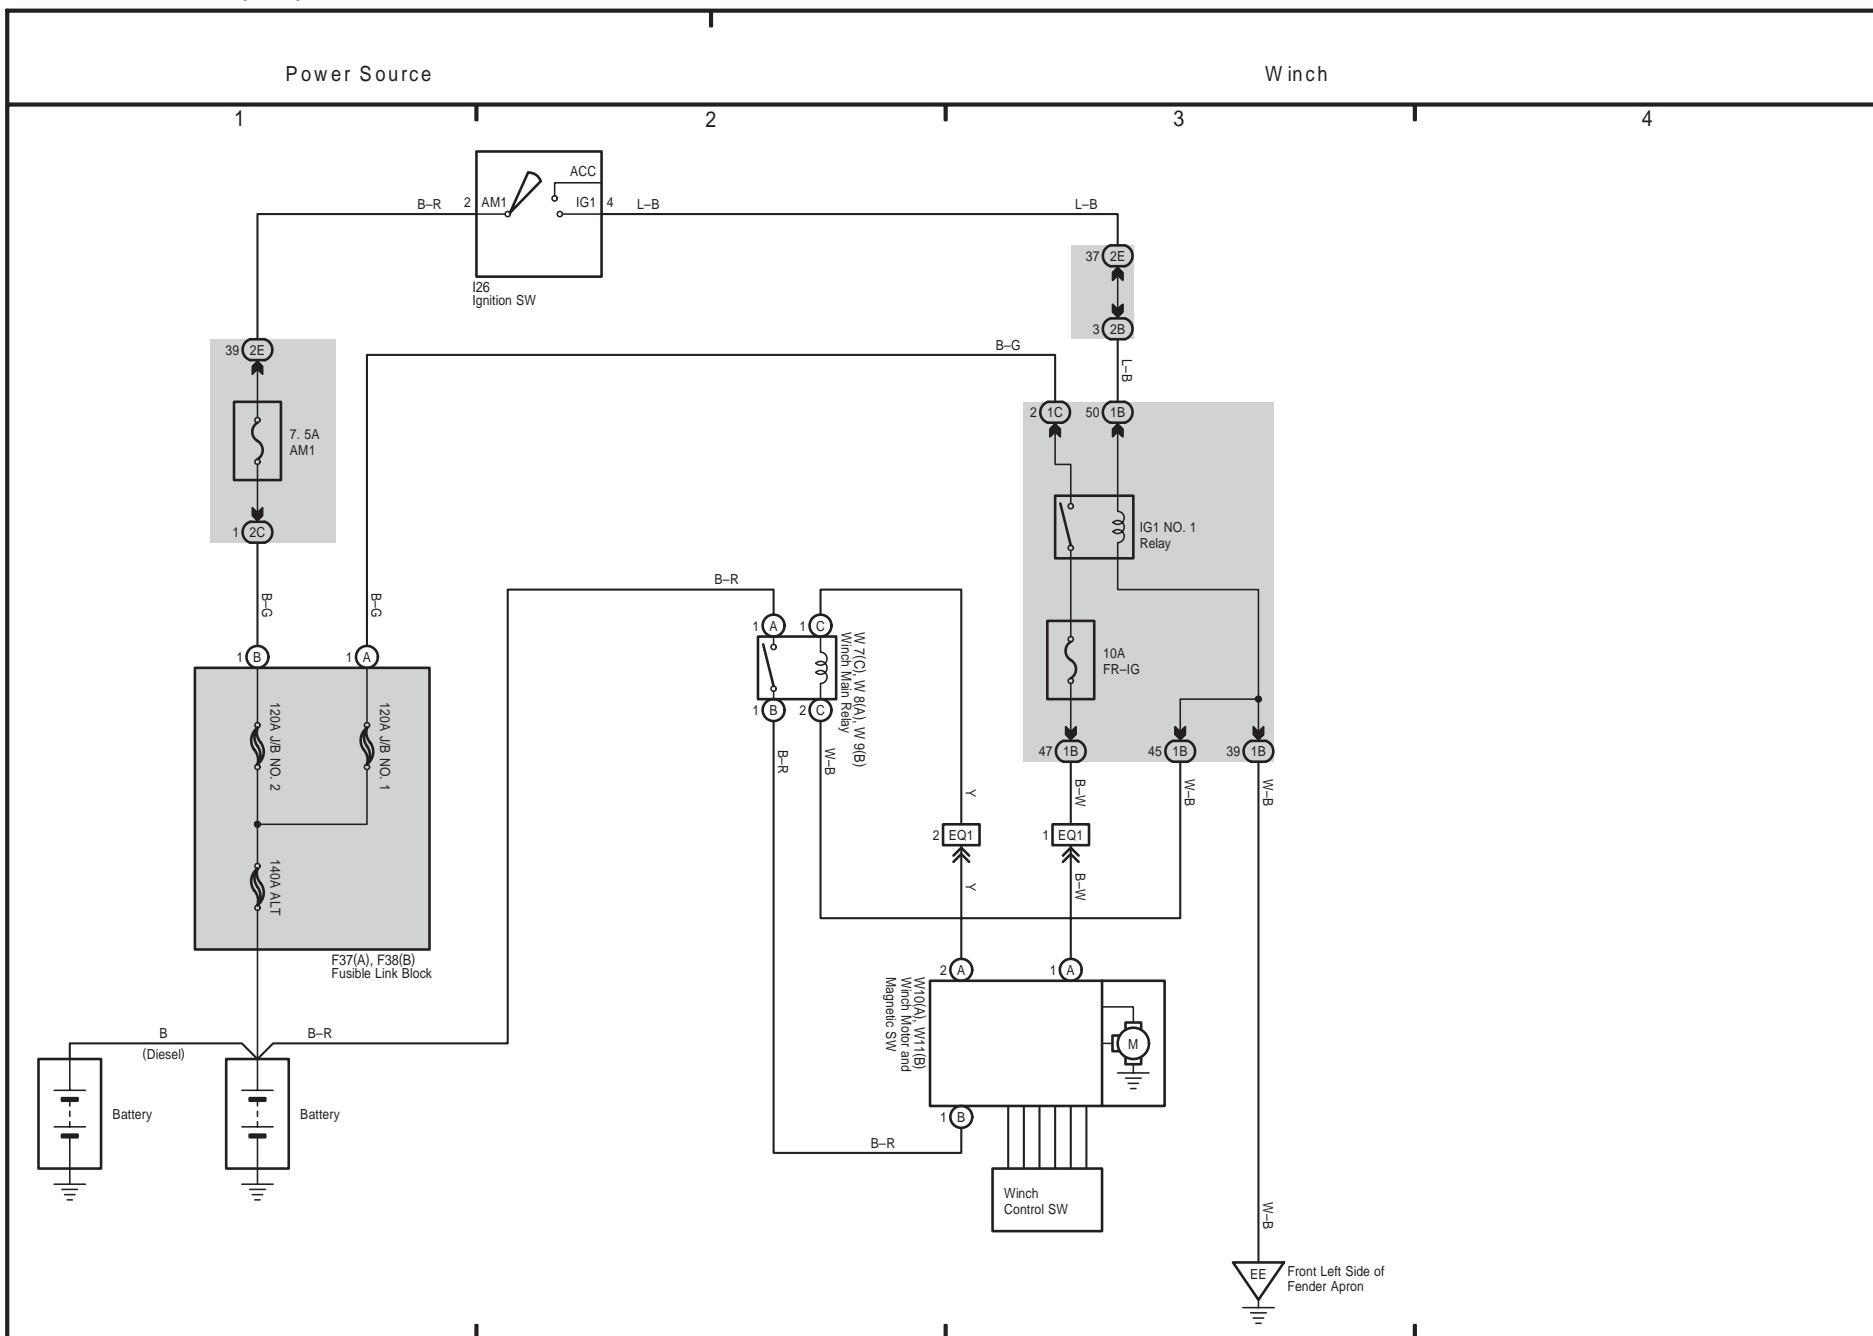 Power Source
Winch
1
2
3
4
ACC
B–R
2
AM1
IG1
4
L–B
L–B
I26
Ignition SW
37
2E
3
2B
L–B
39
2E
7. 5A
AM1
1
2C
B–G
B–G
B–G
2
1C
50
1B
IG1 NO. 1
Relay
10A
FR–IG
47
1B
45
1B
39
1B
1
B
1
A
120A J/B NO. 2
120A J/B NO. 1
140A ALT
F37(A), F38(B)
Fusible Link Block
B–R
1
A
1
C
1
B
2
C
W 7(C), W 8(A), W 9(B)
Winch Main Relay
B–R
W–B
Y
B–W
W–B
W–B
2
EQ1
1
EQ1
Y
B–W
2
A
1
A
W10(A), W11(B)
Winch Motor and
Magnetic SW
M
1
B
B
(Diesel)
B–R
Battery
Battery
B–R
Winch
Control SW
W–B
EE
Front Left Side of
Fender Apron